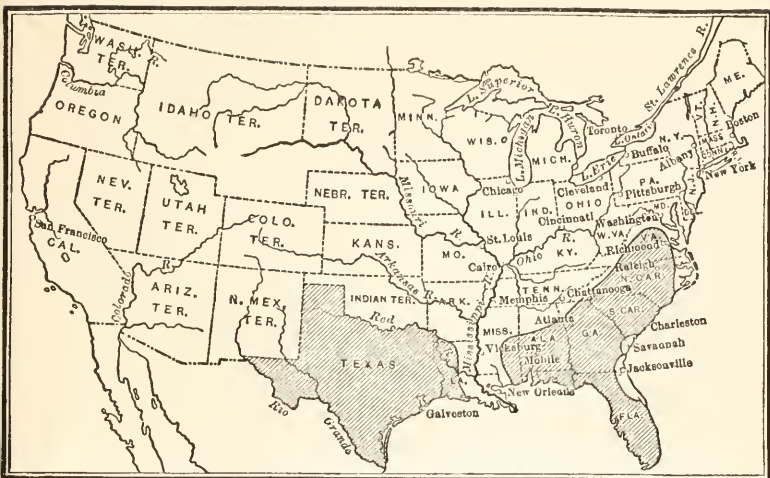 WASH. TER.
Columbia R.
OREGON
IDAHO TER.
DAKOTA TER.
MINN.
L. Superior
WIS.
L. Michigan
MICH.
L. Huron
Toronto
L. Ontario
St. Lawrence R.
ME.
VT.
N.H.
MASS
CONN.
Boston
N.Y.
Albany
Buffalo
New York
L. Erie
NEV. TER.
UTAH TER.
COLO. TER.
NEBR. TER.
IOWA
Missouri R.
Chicago
ILL.
IND.
OHIO
Cleveland
Cincinnati
PA.
Pittsburgh
N.J.
MD.
Washington
W.VA.
VA.
Richmond
San Francisco
CAL.
KANS.
MO.
St. Louis
Cairo
Ohio R.
KY.
Colorado R.
ARIZ. TER.
N. MEX. TER.
INDIAN TER.
Arkansas R.
ARK.
Mississippi R.
TENN.
Memphis
Chattanooga
Raleigh
N. CAR.
S. CAR.
Charleston
Atlanta
GA.
Savannah
Jacksonville
MISS.
ALA.
Vicksburg
Mobile
Red
TEXAS
LA.
New Orleans
Galveston
Rio Grande
FLA.